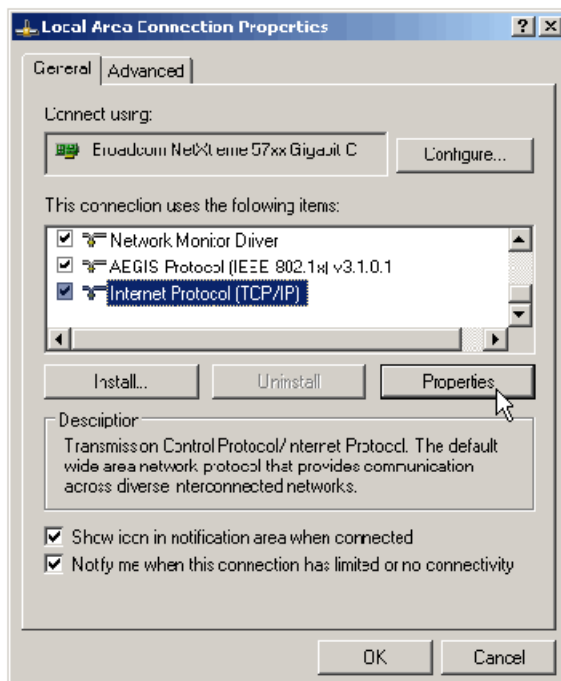 Local Area Connection Properties
General
Advanced
Connect using:
Broadcom NetXtreme 57xx Gigabit C
Configure...
This connection uses the following items:
Network Monitor Driver
AEGIS Protocol (IEEE 802.1x) v3.1.0.1
Internet Protocol (TCP/IP)
Install...
Uninstall
Properties
Description
Transmission Control Protocol/Internet Protocol. The default
wide area network protocol that provides communication
across diverse interconnected networks.
Show icon in notification area when connected
Notify me when this connection has limited or no connectivity
OK
Cancel